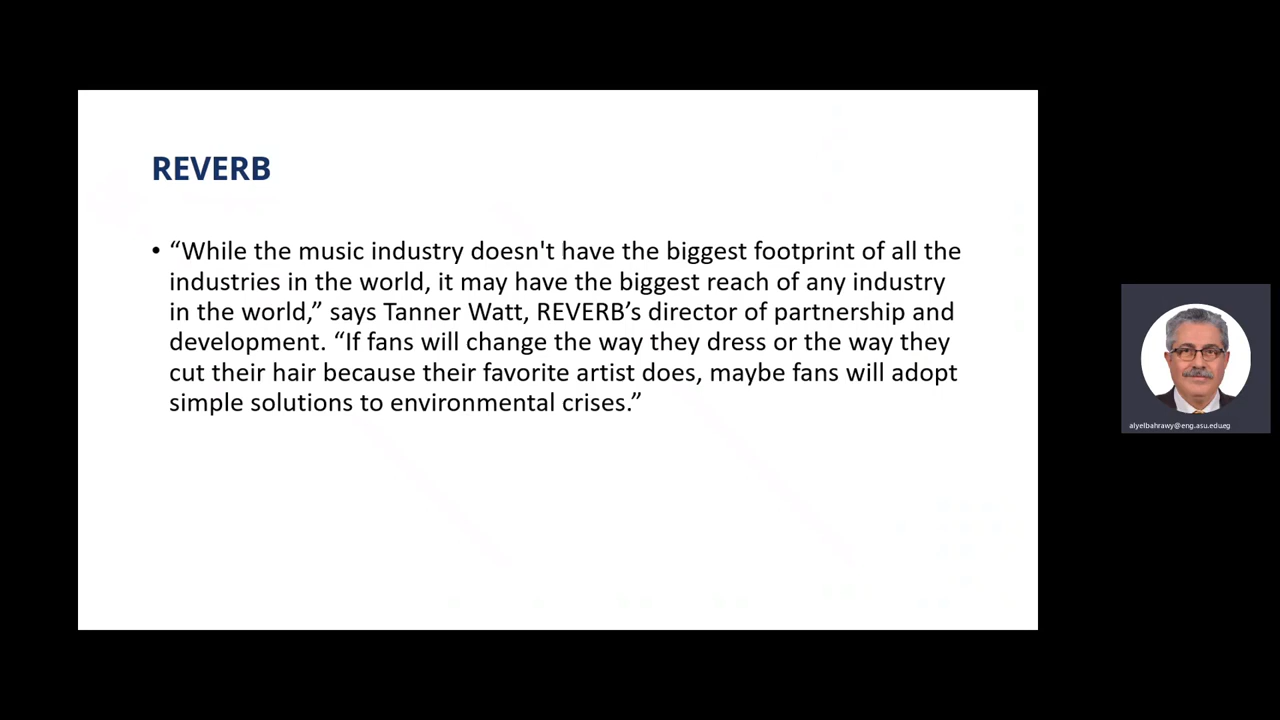 REVERB
• “While the music industry doesn't have the biggest footprint of all the
industries in the world, it may have the biggest reach of any industry
in the world,” says Tanner Watt, REVERB’s director of partnership and
development. “If fans will change the way they dress or the way they
cut their hair because their favorite artist does, maybe fans will adopt
simple solutions to environmental crises.”
alyelbahrawy@eng.asu.edu.eg